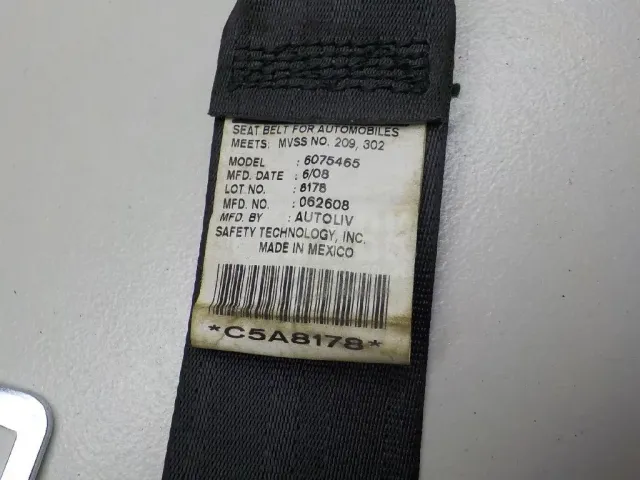 SEAT BELT FOR AUTOMOBILES
MEETS: MVSS NO. 209, 302
MODEL : 6075465
MFD. DATE : 6/08
LOT NO. : 8178
MFD. NO. : 062608
MFD. BY : AUTOLIV
SAFETY TECHNOLOGY, INC.
MADE IN MEXICO
*C5A8178*